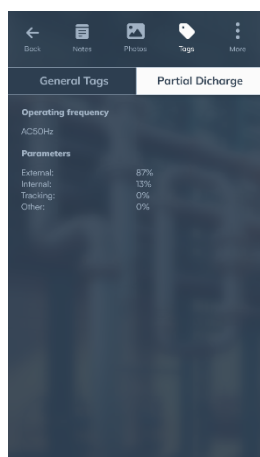 Back Notes Photos Tags More
General Tags Partial Dicharge
Operating frequency
AC50Hz
Parameters
External: 87%
Internal: 13%
Tracking: 0%
Other: 0%